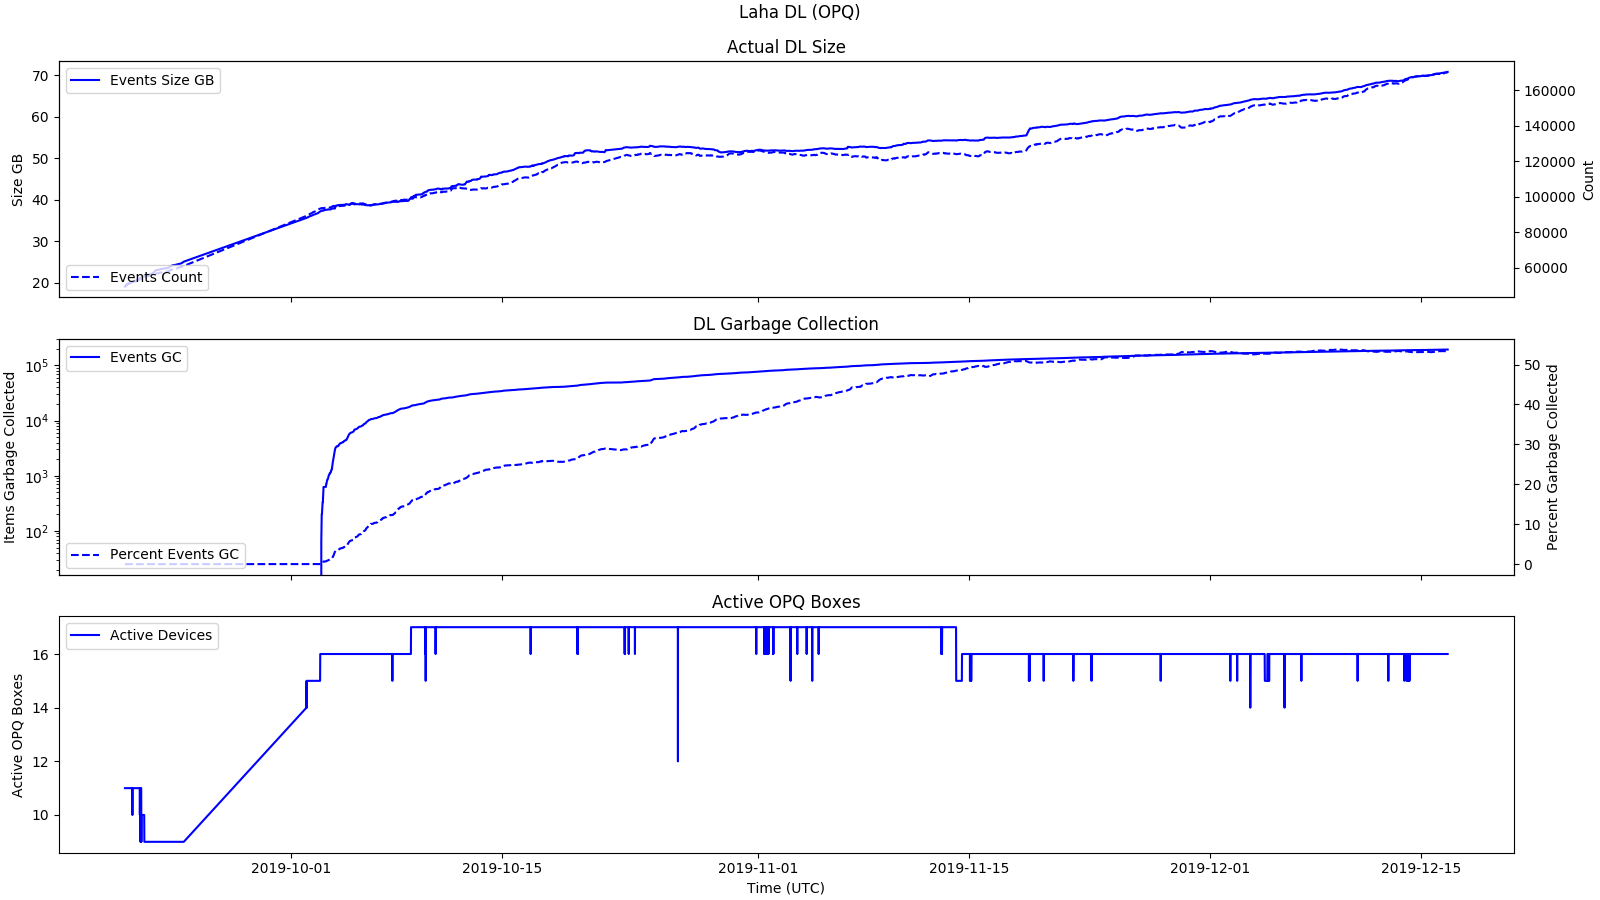 Laha DL (OPQ)
Actual DL Size
Events Size GB
Events Count
Size GB
Count
70
60
50
40
30
20
160000
140000
120000
100000
80000
60000
DL Garbage Collection
Events GC
Percent Events GC
Items Garbage Collected
Percent Garbage Collected
10^5
10^4
10^3
10^2
50
40
30
20
10
0
Active OPQ Boxes
Active Devices
Active OPQ Boxes
16
14
12
10
2019-10-01 2019-10-15 2019-11-01 2019-11-15 2019-12-01 2019-12-15
Time (UTC)